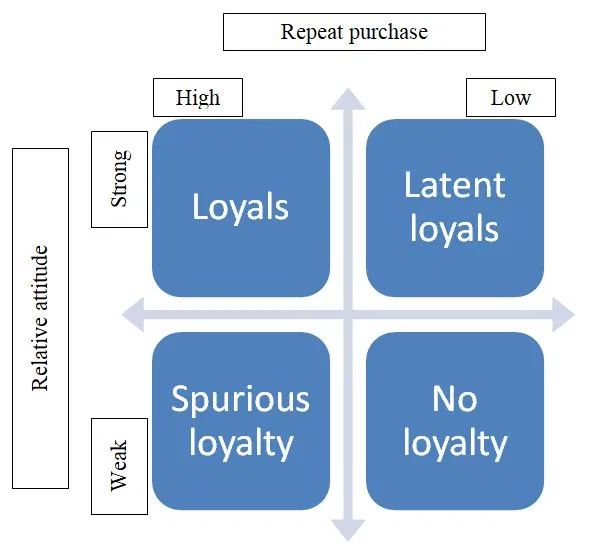 Repeat purchase
High
Low
Relative attitude
Strong
Loyals
Latent
loyals
Weak
Spurious
loyalty
No
loyalty